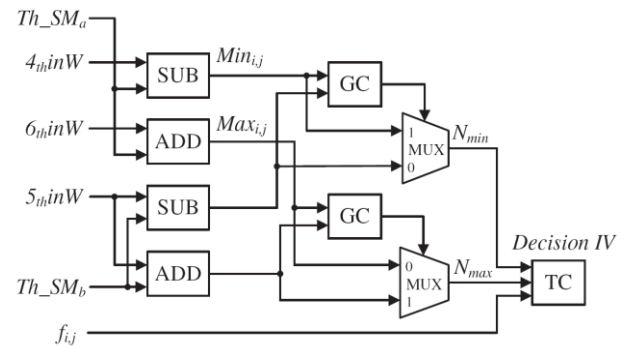 Th_SMa
4thinW
SUB
Mini,j
GC
6thinW
ADD
Maxi,j
1
MUX
0
Nmin
5thinW
SUB
GC
Decision IV
ADD
0
MUX
1
Nmax
TC
Th_SMb
fi,j